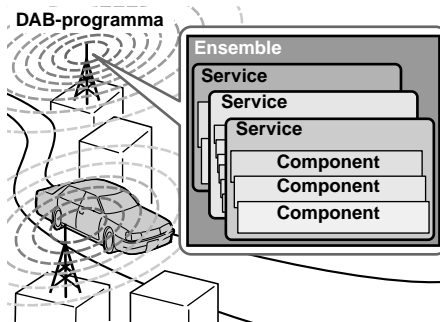 DAB-programma
Ensemble
Service
Service
Service
Component
Component
Component